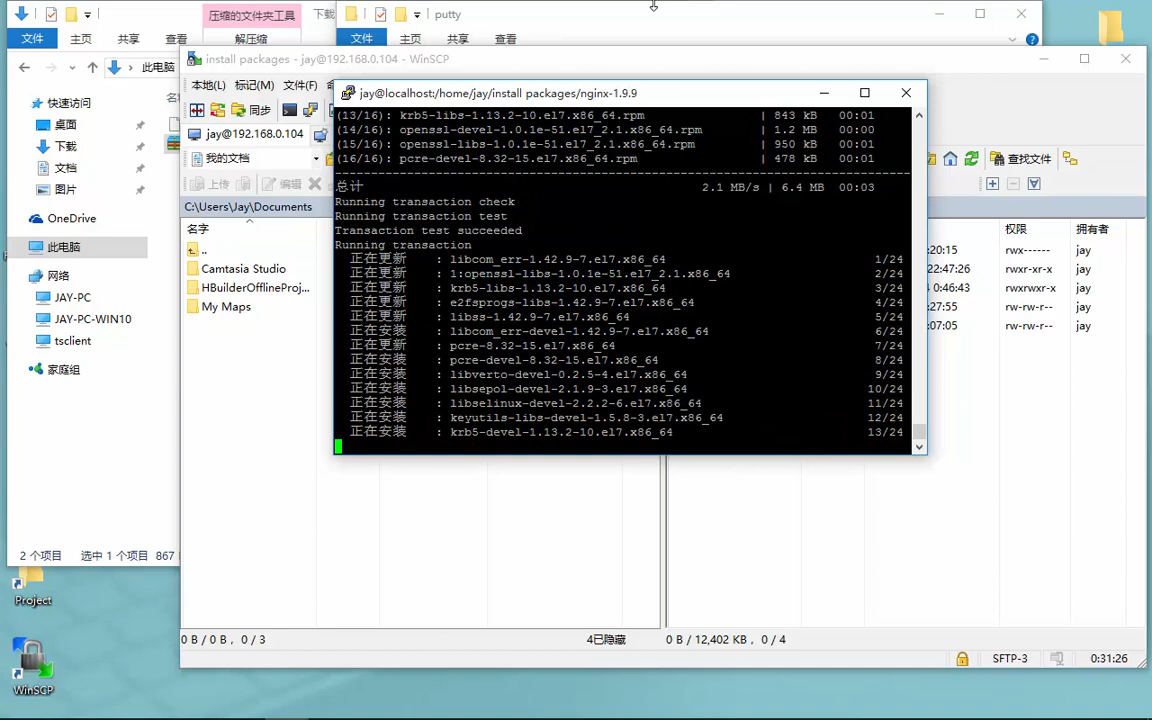 压缩的文件夹工具
下载
putty
文件
主页
共享
查看
解压缩
文件
主页
共享
查看
此电脑
install packages - jay@192.168.0.104 - WinSCP
本地(L)
标记(M)
文件(F)
同步
jay@192.168.0.104
我的文档
查找文件
上传
编辑
C:\Users\Jay\Documents
名字
权限
拥有者
..
Camtasia Studio
HBuilderOfflineProj...
My Maps
:20:15
rwx------
jay
22:47:26
rwxr-xr-x
jay
0:46:43
rwxrwxr-x
jay
:27:55
rw-rw-r--
jay
:07:05
rw-rw-r--
jay
快速访问
桌面
下载
文档
图片
OneDrive
此电脑
网络
JAY-PC
JAY-PC-WIN10
tsclient
家庭组
2 个项目
选中 1 个项目 867
jay@localhost:/home/jay/install packages/nginx-1.9.9
(13/16): krb5-libs-1.13.2-10.el7.x86_64.rpm | 843 kB 00:01
(14/16): openssl-devel-1.0.1e-51.el7_2.1.x86_64.rpm | 1.2 MB 00:00
(15/16): openssl-libs-1.0.1e-51.el7_2.1.x86_64.rpm | 950 kB 00:01
(16/16): pcre-devel-8.32-15.el7.x86_64.rpm | 478 kB 00:01
--------------------------------------------------------------------------------
总计 2.1 MB/s | 6.4 MB 00:03
Running transaction check
Running transaction test
Transaction test succeeded
Running transaction
正在更新 : libcom_err-1.42.9-7.el7.x86_64 1/24
正在更新 : 1:openssl-libs-1.0.1e-51.el7_2.1.x86_64 2/24
正在更新 : krb5-libs-1.13.2-10.el7.x86_64 3/24
正在更新 : e2fsprogs-libs-1.42.9-7.el7.x86_64 4/24
正在更新 : libss-1.42.9-7.el7.x86_64 5/24
正在安装 : libcom_err-devel-1.42.9-7.el7.x86_64 6/24
正在更新 : pcre-8.32-15.el7.x86_64 7/24
正在安装 : pcre-devel-8.32-15.el7.x86_64 8/24
正在安装 : libverto-devel-0.2.5-4.el7.x86_64 9/24
正在安装 : libsepol-devel-2.1.9-3.el7.x86_64 10/24
正在安装 : libselinux-devel-2.2.2-6.el7.x86_64 11/24
正在安装 : keyutils-libs-devel-1.5.8-3.el7.x86_64 12/24
正在安装 : krb5-devel-1.13.2-10.el7.x86_64 13/24
0 B / 0 B , 0 / 3
4已隐藏
0 B / 12,402 KB , 0 / 4
SFTP-3
0:31:26
Project
WinSCP